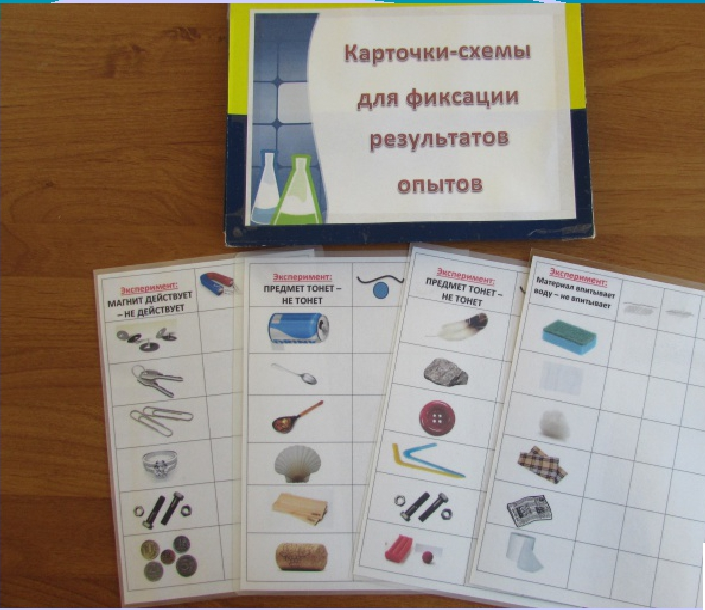 Карточки-схемы
для фиксации
результатов
опытов
Эксперимент:
МАГНИТ ДЕЙСТВУЕТ
– НЕ ДЕЙСТВУЕТ
Эксперимент:
ПРЕДМЕТ ТОНЕТ –
НЕ ТОНЕТ
Эксперимент:
ПРЕДМЕТ ТОНЕТ –
НЕ ТОНЕТ
Эксперимент:
Материал впитывает
воду – не впитывает